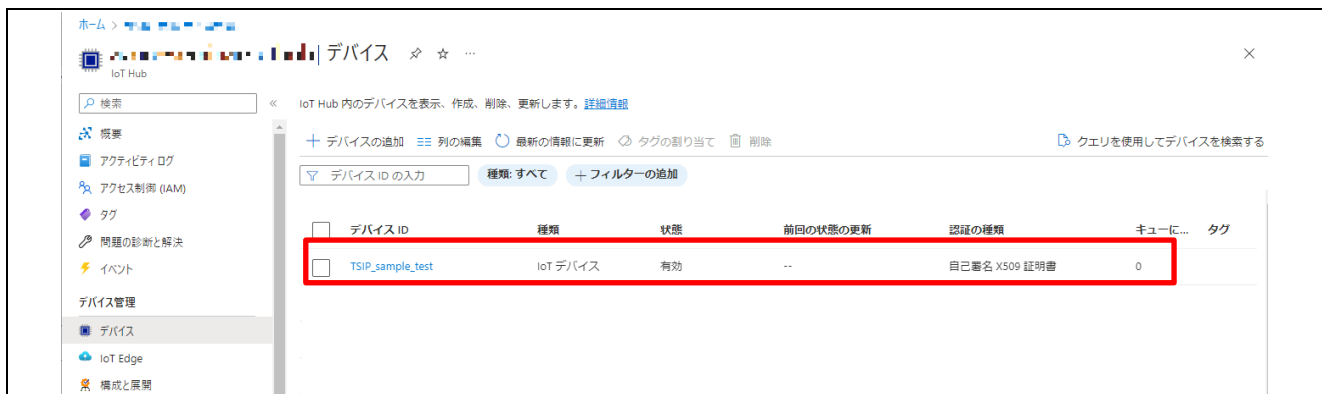 ホーム >
| デバイス
IoT Hub
検索
IoT Hub 内のデバイスを表示、作成、削除、更新します。詳細情報
概要
アクティビティ ログ
アクセス制御 (IAM)
タグ
問題の診断と解決
イベント
デバイス管理
デバイス
IoT Edge
構成と展開
デバイスの追加 列の編集 最新の情報に更新 タグの割り当て 削除 クエリを使用してデバイスを検索する
デバイス ID の入力 種類: すべて フィルターの追加
デバイス ID 種類 状態 前回の状態の更新 認証の種類 キューに... タグ
TSIP_sample_test IoT デバイス 有効 -- 自己署名 X509 証明書 0